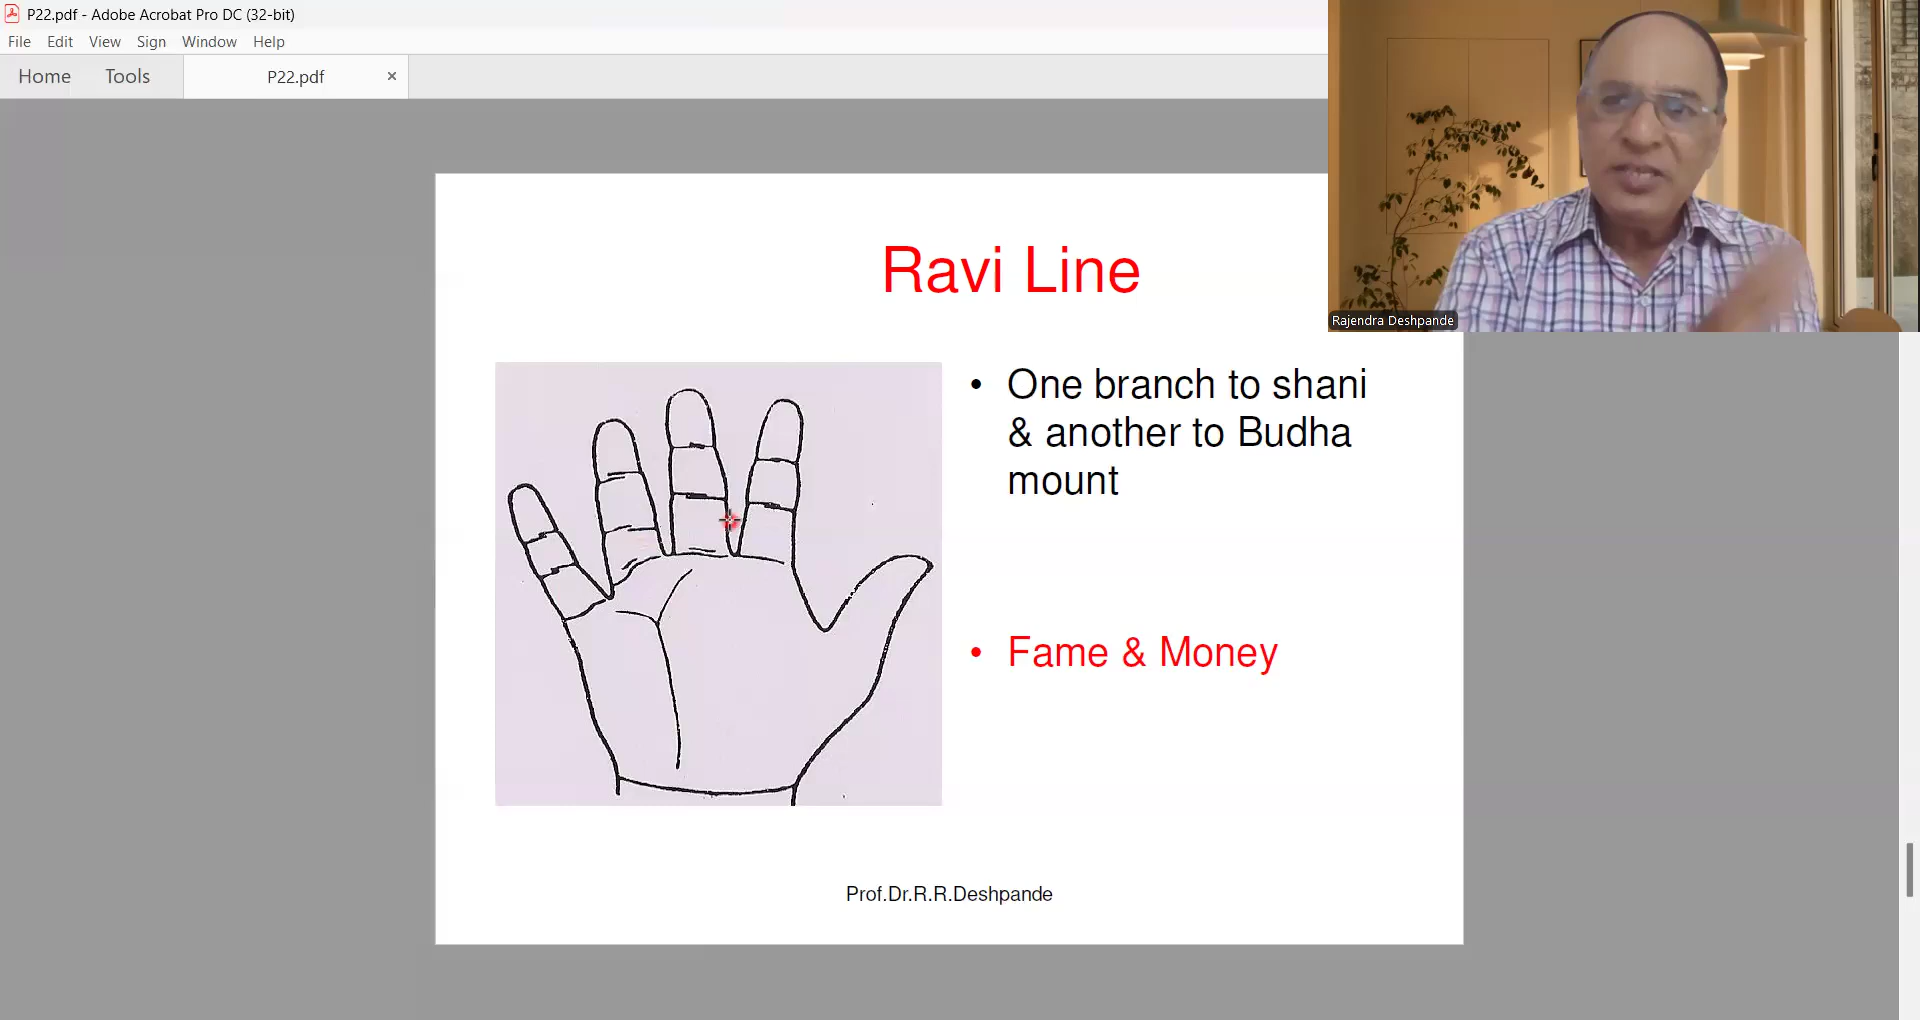 P22.pdf - Adobe Acrobat Pro DC (32-bit)
File Edit View Sign Window Help
Home Tools P22.pdf ×
Rajendra Deshpande
Ravi Line
• One branch to shani
& another to Budha
mount
• Fame & Money
Prof.Dr.R.R.Deshpande